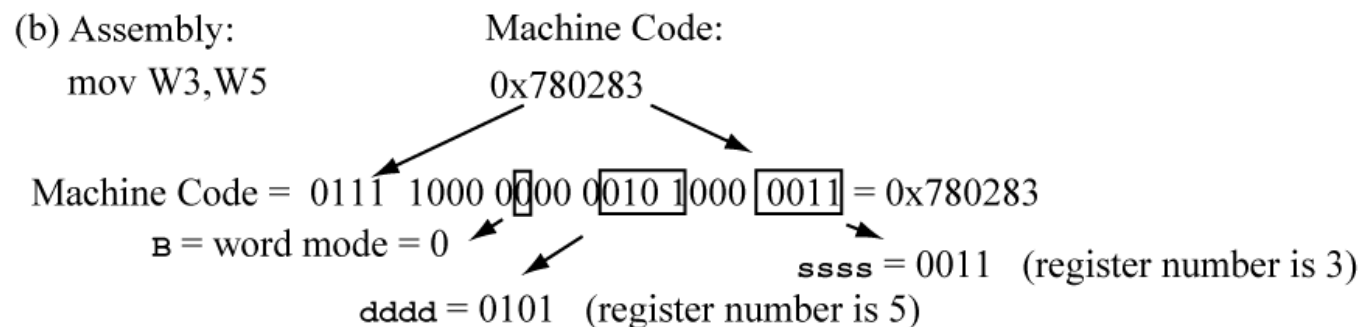 (b) Assembly: Machine Code:
mov W3,W5 0x780283
Machine Code = 0111 1000 0000 0010 1000 0011 = 0x780283
B = word mode = 0
ssss = 0011 (register number is 3)
dddd = 0101 (register number is 5)